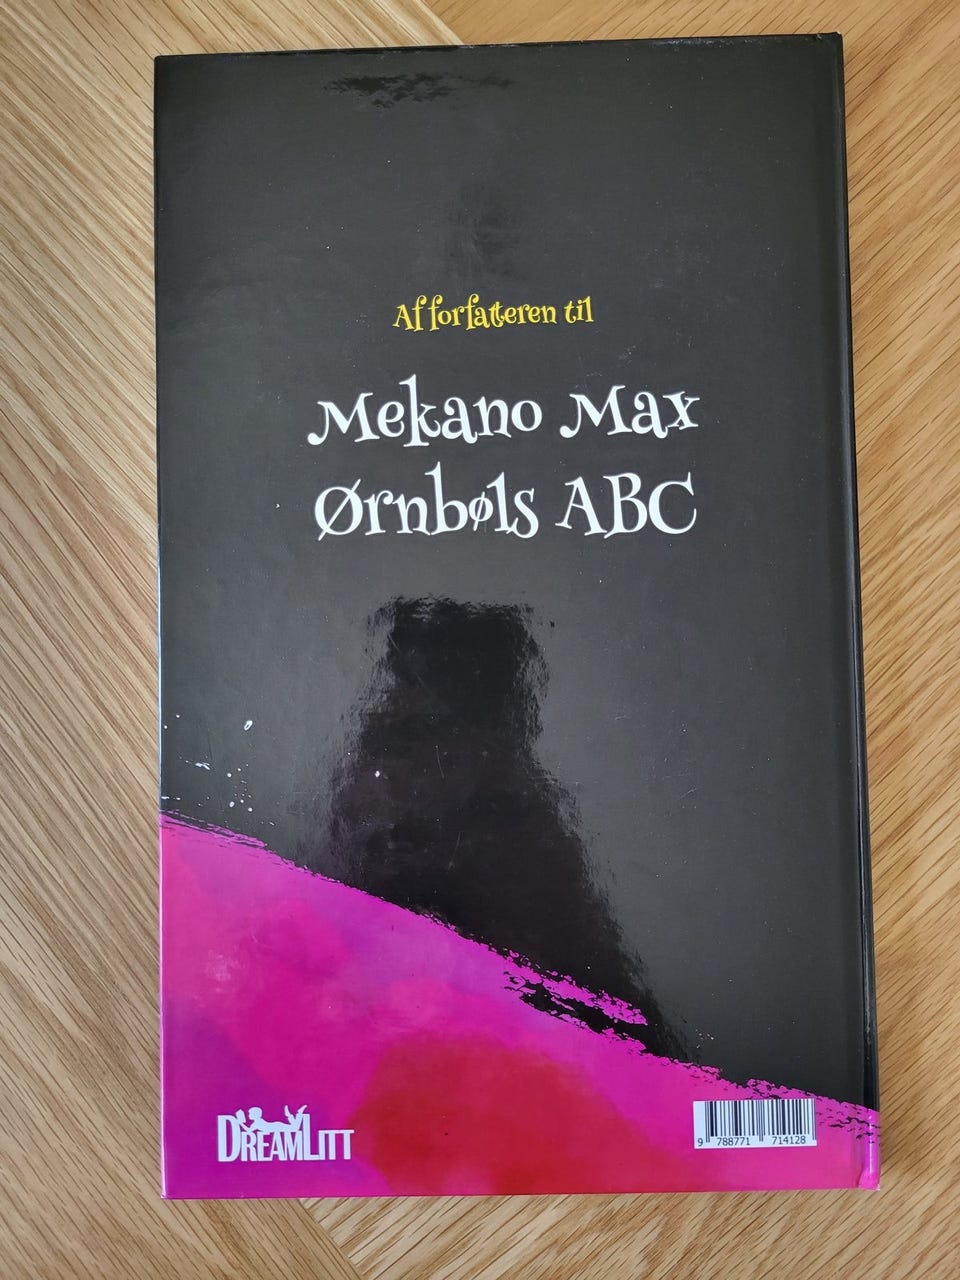 Af forfatteren til
Mekano Max
Ørnbøls ABC
DREAMLITT
9 788771 714128